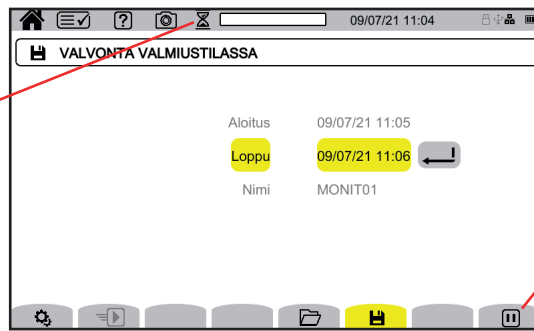 09/07/21 11:04
VALVONTA VALMIUSTILASSA
Aloitus 09/07/21 11:05
Loppu 09/07/21 11:06
Nimi MONIT01